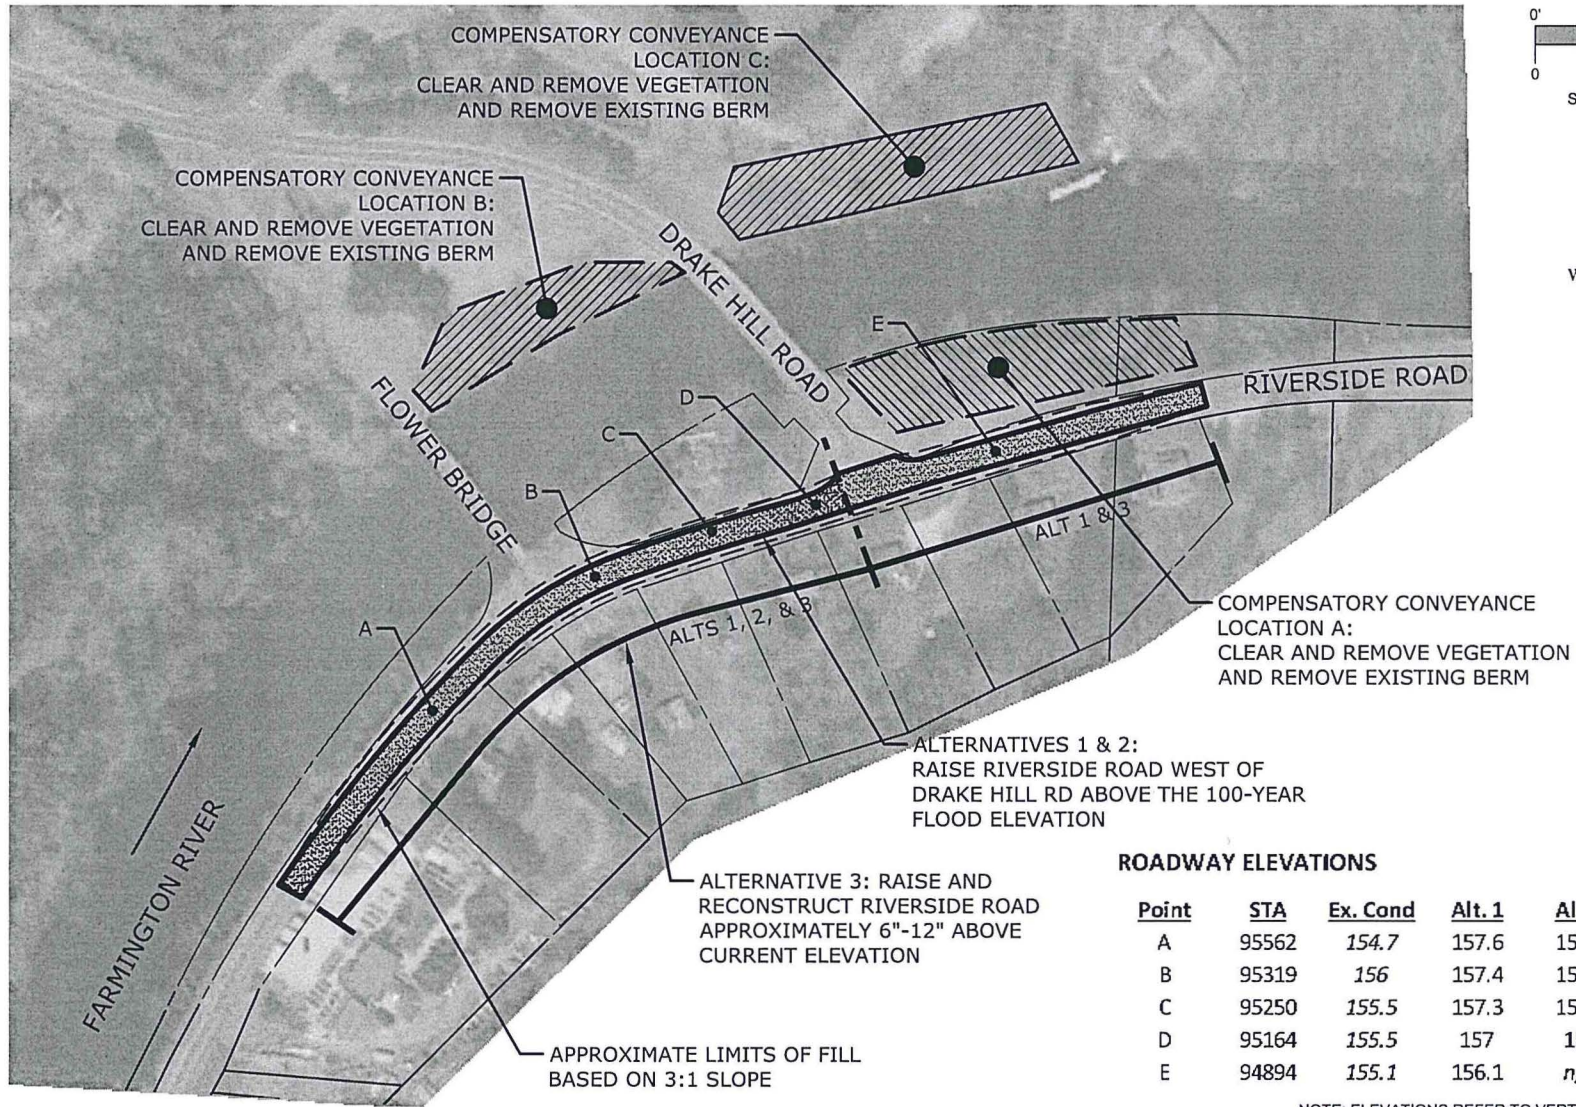 0'
0
COMPENSATORY CONVEYANCE
LOCATION C:
CLEAR AND REMOVE VEGETATION
AND REMOVE EXISTING BERM
COMPENSATORY CONVEYANCE
LOCATION B:
CLEAR AND REMOVE VEGETATION
AND REMOVE EXISTING BERM
DRAKE HILL ROAD
FLOWER BRIDGE
RIVERSIDE ROAD
E
D
C
B
A
ALT 1 & 3
ALTS 1, 2, & 3
COMPENSATORY CONVEYANCE
LOCATION A:
CLEAR AND REMOVE VEGETATION
AND REMOVE EXISTING BERM
ALTERNATIVES 1 & 2:
RAISE RIVERSIDE ROAD WEST OF
DRAKE HILL RD ABOVE THE 100-YEAR
FLOOD ELEVATION
FARMINGTON RIVER
ALTERNATIVE 3: RAISE AND
RECONSTRUCT RIVERSIDE ROAD
APPROXIMATELY 6"-12" ABOVE
CURRENT ELEVATION
APPROXIMATE LIMITS OF FILL
BASED ON 3:1 SLOPE
ROADWAY ELEVATIONS
Point STA Ex. Cond Alt. 1
A 95562 154.7 157.6
B 95319 156 157.4
C 95250 155.5 157.3
D 95164 155.5 157
E 94894 155.1 156.1